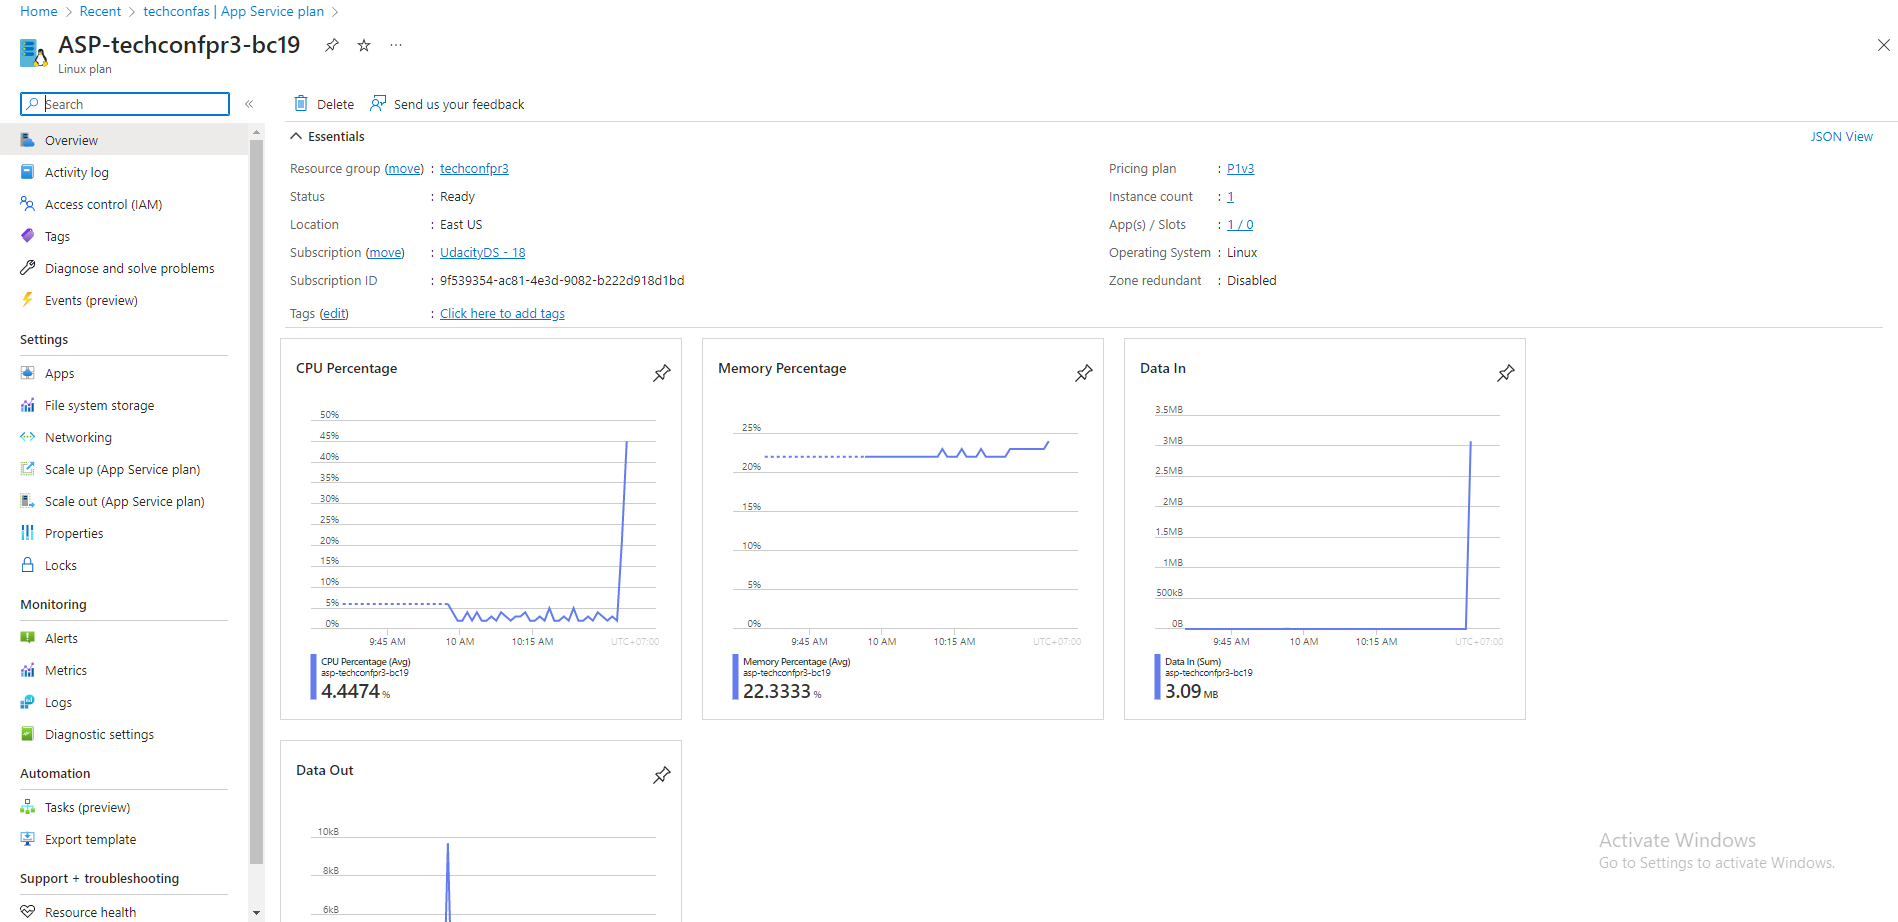 Home > Recent > techconfas | App Service plan >
ASP-techconfpr3-bc19 ...
Linux plan
Search «
Overview
Activity log
Access control (IAM)
Tags
Diagnose and solve problems
Events (preview)
Settings
Apps
File system storage
Networking
Scale up (App Service plan)
Scale out (App Service plan)
Properties
Locks
Monitoring
Alerts
Metrics
Logs
Diagnostic settings
Automation
Tasks (preview)
Export template
Support + troubleshooting
Resource health
Delete Send us your feedback
Essentials JSON View
Resource group (move) : techconfpr3
Status : Ready
Location : East US
Subscription (move) : UdacityDS - 18
Subscription ID : 9f539354-ac81-4e3d-9082-b222d918d1bd
Tags (edit) : Click here to add tags
Pricing plan : P1v3
Instance count : 1
App(s) / Slots : 1 / 0
Operating System : Linux
Zone redundant : Disabled
CPU Percentage
50%
45%
40%
35%
30%
25%
20%
15%
10%
5%
0%
9:45 AM 10 AM 10:15 AM UTC+07:00
CPU Percentage (Avg)
asp-techconfpr3-bc19
4.4474 %
Memory Percentage
25%
20%
15%
10%
5%
0%
9:45 AM 10 AM 10:15 AM UTC+07:00
Memory Percentage (Avg)
asp-techconfpr3-bc19
22.3333 %
Data In
3.5MB
3MB
2.5MB
2MB
1.5MB
1MB
500kB
0B
9:45 AM 10 AM 10:15 AM UTC+07:00
Data In (Sum)
asp-techconfpr3-bc19
3.09 MB
Data Out
10kB
8kB
6kB
Activate Windows
Go to Settings to activate Windows.